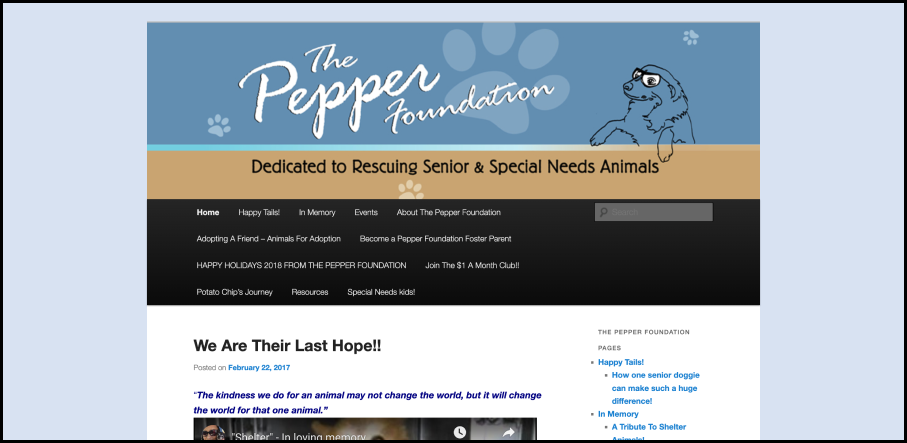 The
Pepper
Foundation
Dedicated to Rescuing Senior & Special Needs Animals
Home Happy Tails! In Memory Events About The Pepper Foundation Search
Adopting A Friend – Animals For Adoption Become a Pepper Foundation Foster Parent
HAPPY HOLIDAYS 2018 FROM THE PEPPER FOUNDATION Join The $1 A Month Club!!
Potato Chip's Journey Resources Special Needs kids!
We Are Their Last Hope!!
Posted on February 22, 2017
"The kindness we do for an animal may not change the world, but it will change
the world for that one animal."
"Shelter" - In loving memory
THE PEPPER FOUNDATION
PAGES
Happy Tails!
How one senior doggie
can make such a huge
difference!
In Memory
A Tribute To Shelter
Animals!